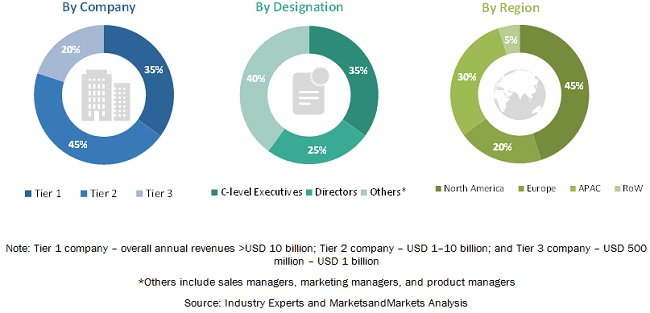 By Company
35%
45%
20%
Tier 1 Tier 2 Tier 3
By Designation
35%
25%
40%
C-level Executives Directors Others*
By Region
45%
20%
30%
5%
North America Europe APAC RoW
Note: Tier 1 company – overall annual revenues >USD 10 billion; Tier 2 company – USD 1–10 billion; and Tier 3 company – USD 500
million – USD 1 billion
*Others include sales managers, marketing managers, and product managers
Source: Industry Experts and MarketsandMarkets Analysis